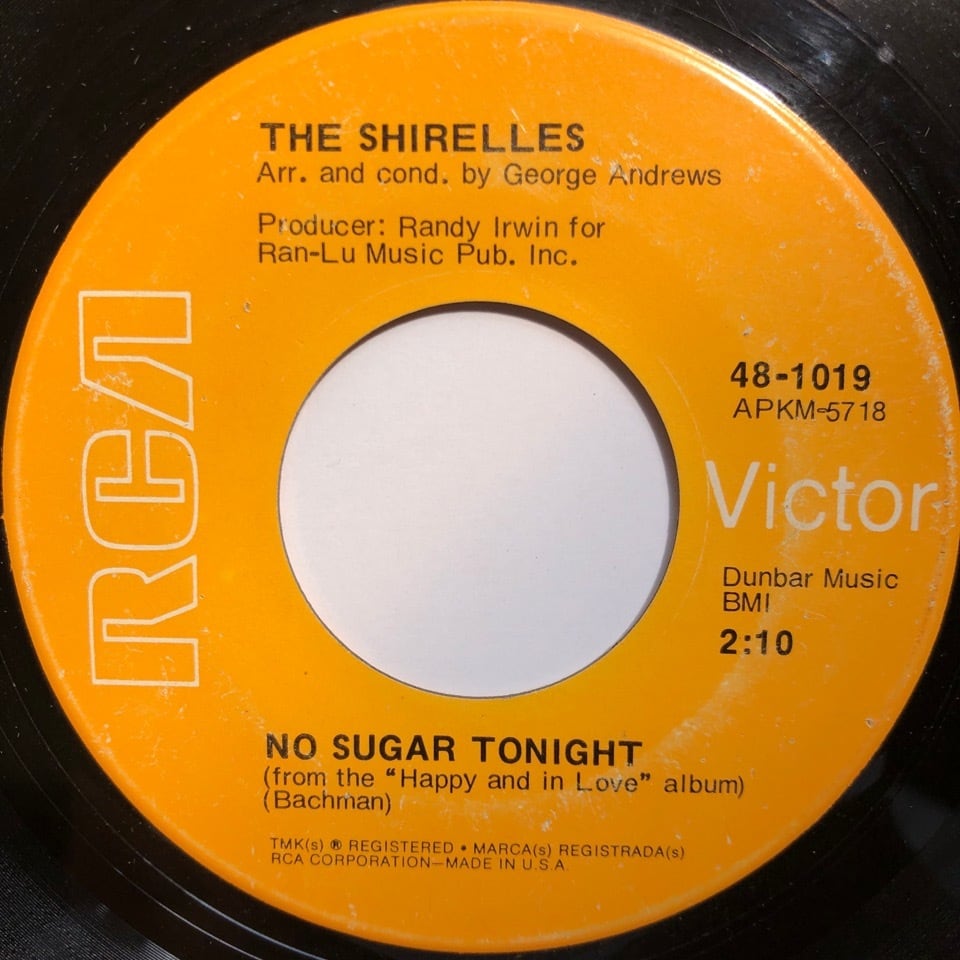 THE SHIRELLES
Arr. and cond. by George Andrews
Producer: Randy Irwin for
Ran-Lu Music Pub. Inc.
RCA
48-1019
APKM-5718
Victor
Dunbar Music
BMI
2:10
NO SUGAR TONIGHT
(from the “Happy and in Love” album)
(Bachman)
TMK(s) ® REGISTERED • MARCA(s) REGISTRADA(s)
RCA CORPORATION—MADE IN U.S.A.